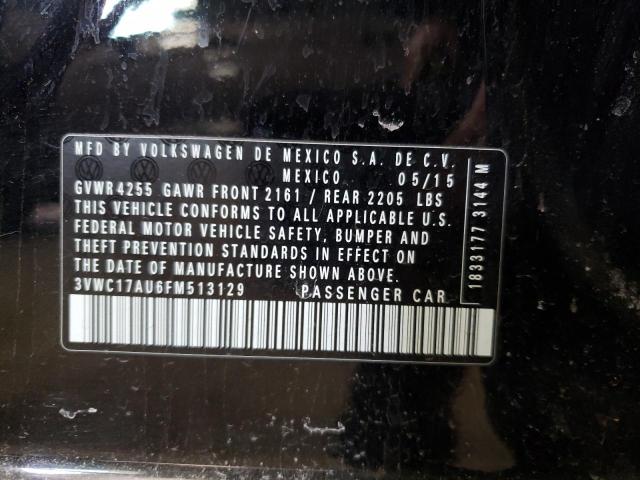 MFD BY VOLKSWAGEN DE MEXICO S.A. DE C.V.
MEXICO 05/15
GVWR 4255 GAWR FRONT 2161 / REAR 2205 LBS
THIS VEHICLE CONFORMS TO ALL APPLICABLE U.S.
FEDERAL MOTOR VEHICLE SAFETY, BUMPER AND
THEFT PREVENTION STANDARDS IN EFFECT ON
THE DATE OF MANUFACTURE SHOWN ABOVE.
3VWC17AU6FM513129 PASSENGER CAR
1833177 3144 M